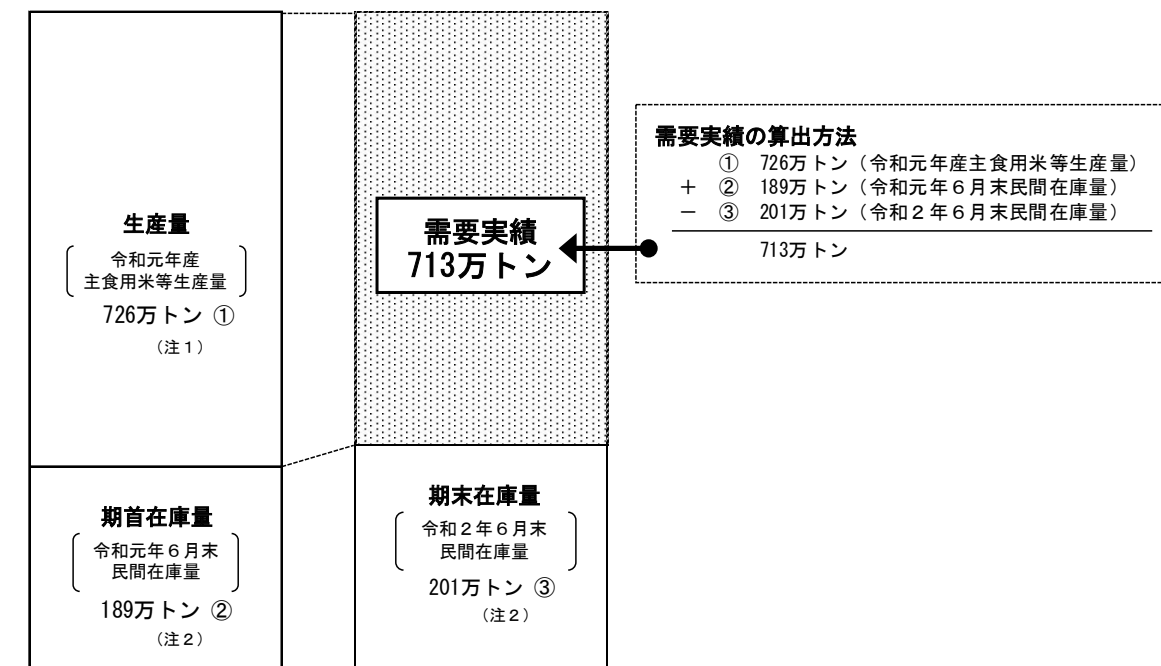 生産量
令和元年産
主食用米等生産量
726万トン ①
（注１）
期首在庫量
令和元年６月末
民間在庫量
189万トン ②
（注２）
需要実績
713万トン
期末在庫量
令和２年６月末
民間在庫量
201万トン ③
（注２）
需要実績の算出方法
① 726万トン（令和元年産主食用米等生産量）
＋ ② 189万トン（令和元年６月末民間在庫量）
－ ③ 201万トン（令和２年６月末民間在庫量）
713万トン